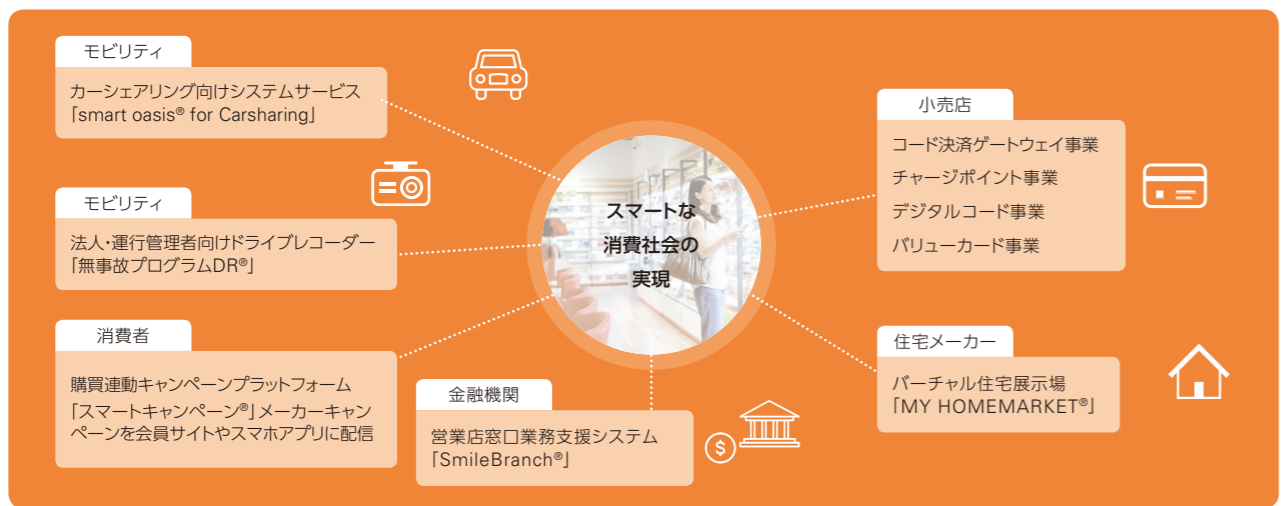 モビリティ
カーシェアリング向けシステムサービス
「smart oasis® for Carsharing」
モビリティ
法人・運行管理者向けドライブレコーダー
「無事故プログラムDR®」
消費者
購買連動キャンペーンプラットフォーム
「スマートキャンペーン®」メーカーキャン
ペーンを会員サイトやスマホアプリに配信
スマートな
消費社会の
実現
金融機関
営業店窓口業務支援システム
「SmileBranch®」
$
小売店
コード決済ゲートウェイ事業
チャージポイント事業
デジタルコード事業
バリューカード事業
住宅メーカー
バーチャル住宅展示場
「MY HOMEMARKET®」